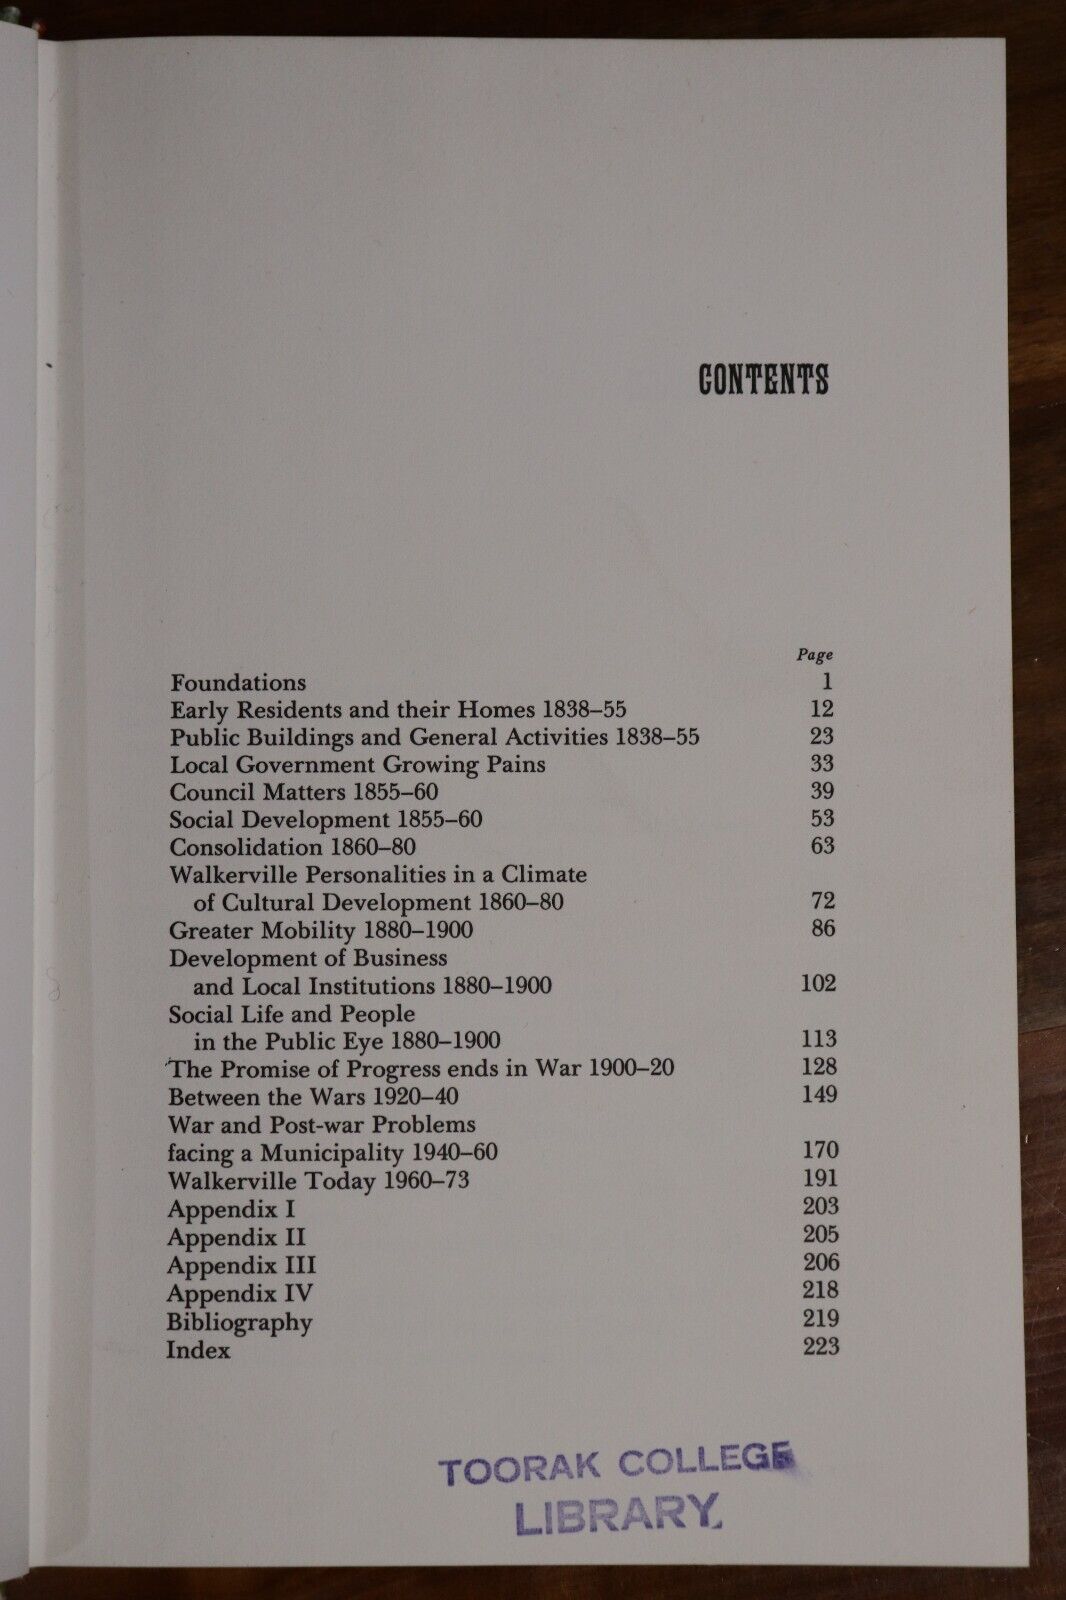 CONTENTS
Page
Foundations 1
Early Residents and their Homes 1838–55 12
Public Buildings and General Activities 1838–55 23
Local Government Growing Pains 33
Council Matters 1855–60 39
Social Development 1855–60 53
Consolidation 1860–80 63
Walkerville Personalities in a Climate
of Cultural Development 1860–80 72
Greater Mobility 1880–1900 86
Development of Business
and Local Institutions 1880–1900 102
Social Life and People
in the Public Eye 1880–1900 113
The Promise of Progress ends in War 1900–20 128
Between the Wars 1920–40 149
War and Post-war Problems
facing a Municipality 1940–60 170
Walkerville Today 1960–73 191
Appendix I 203
Appendix II 205
Appendix III 206
Appendix IV 218
Bibliography 219
Index 223
TOORAK COLLEGE
LIBRARY